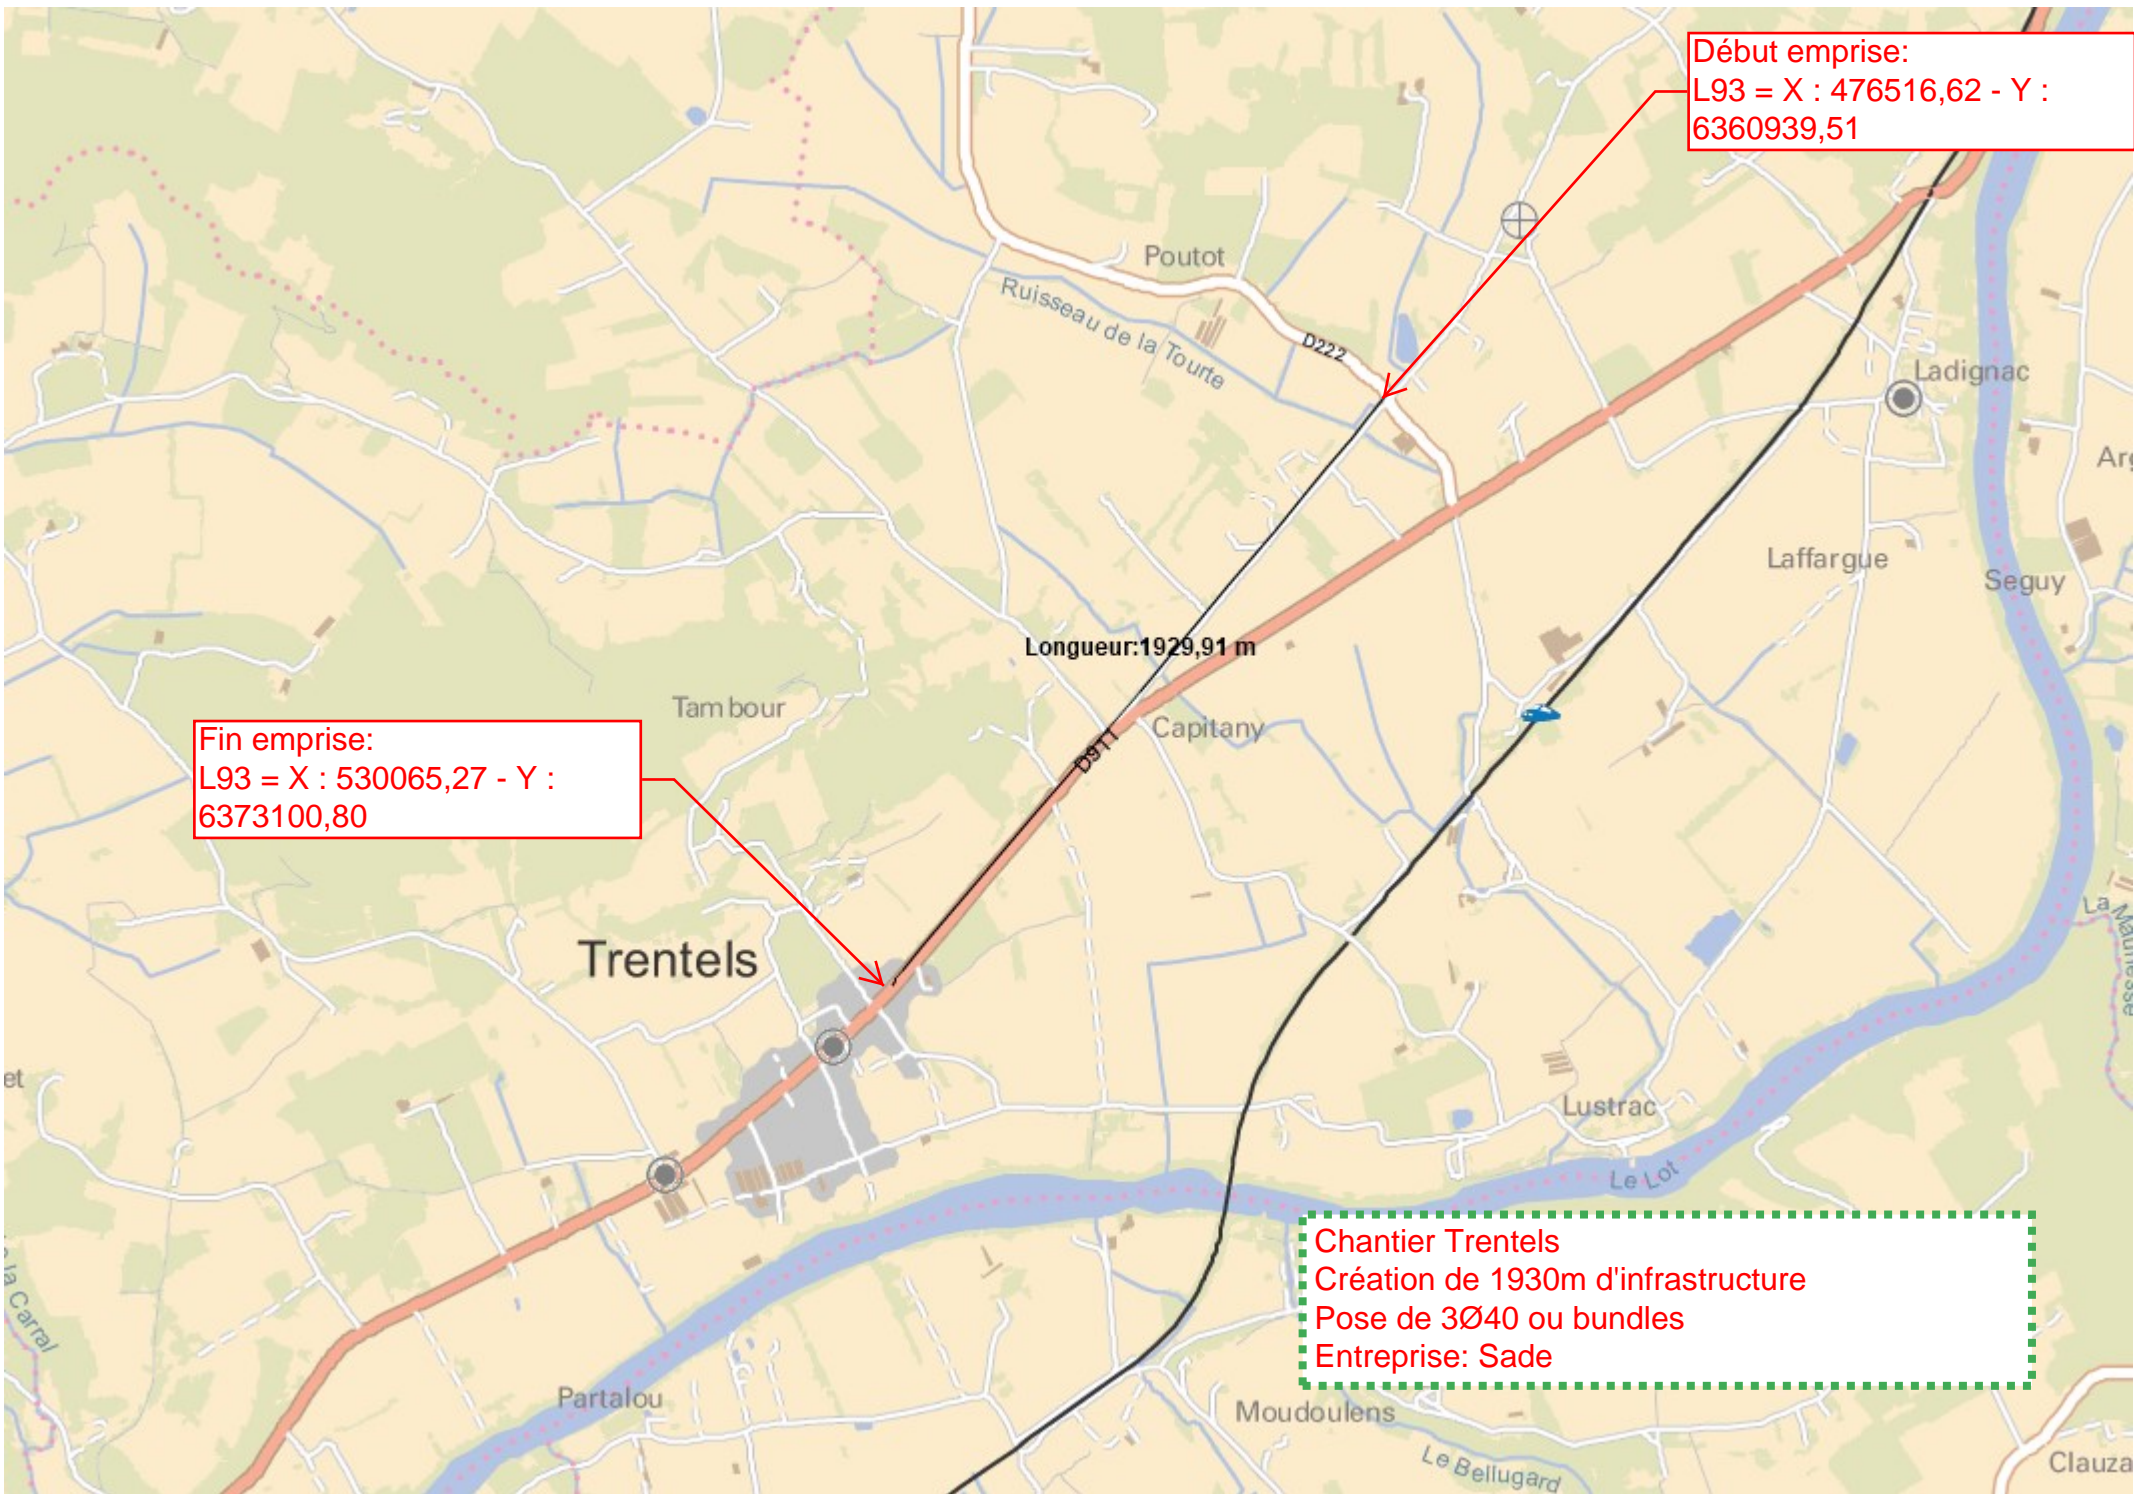 Début emprise:
L93 = X : 476516,62 - Y :
6360939,51
Poutot
Ruisseau de la Tourte
D222
Ladignac
Laffargue
Seguy
Longueur:1929,91 m
Tambour
Capitany
D911
Fin emprise:
L93 = X : 530065,27 - Y :
6373100,80
Trentels
Lustrac
Le Lot
Chantier Trentels
Création de 1930m d'infrastructure
Pose de 3Ø40 ou bundles
Entreprise: Sade
Partalou
Moudoulens
Le Bellugard
Clauza
et
la Carral